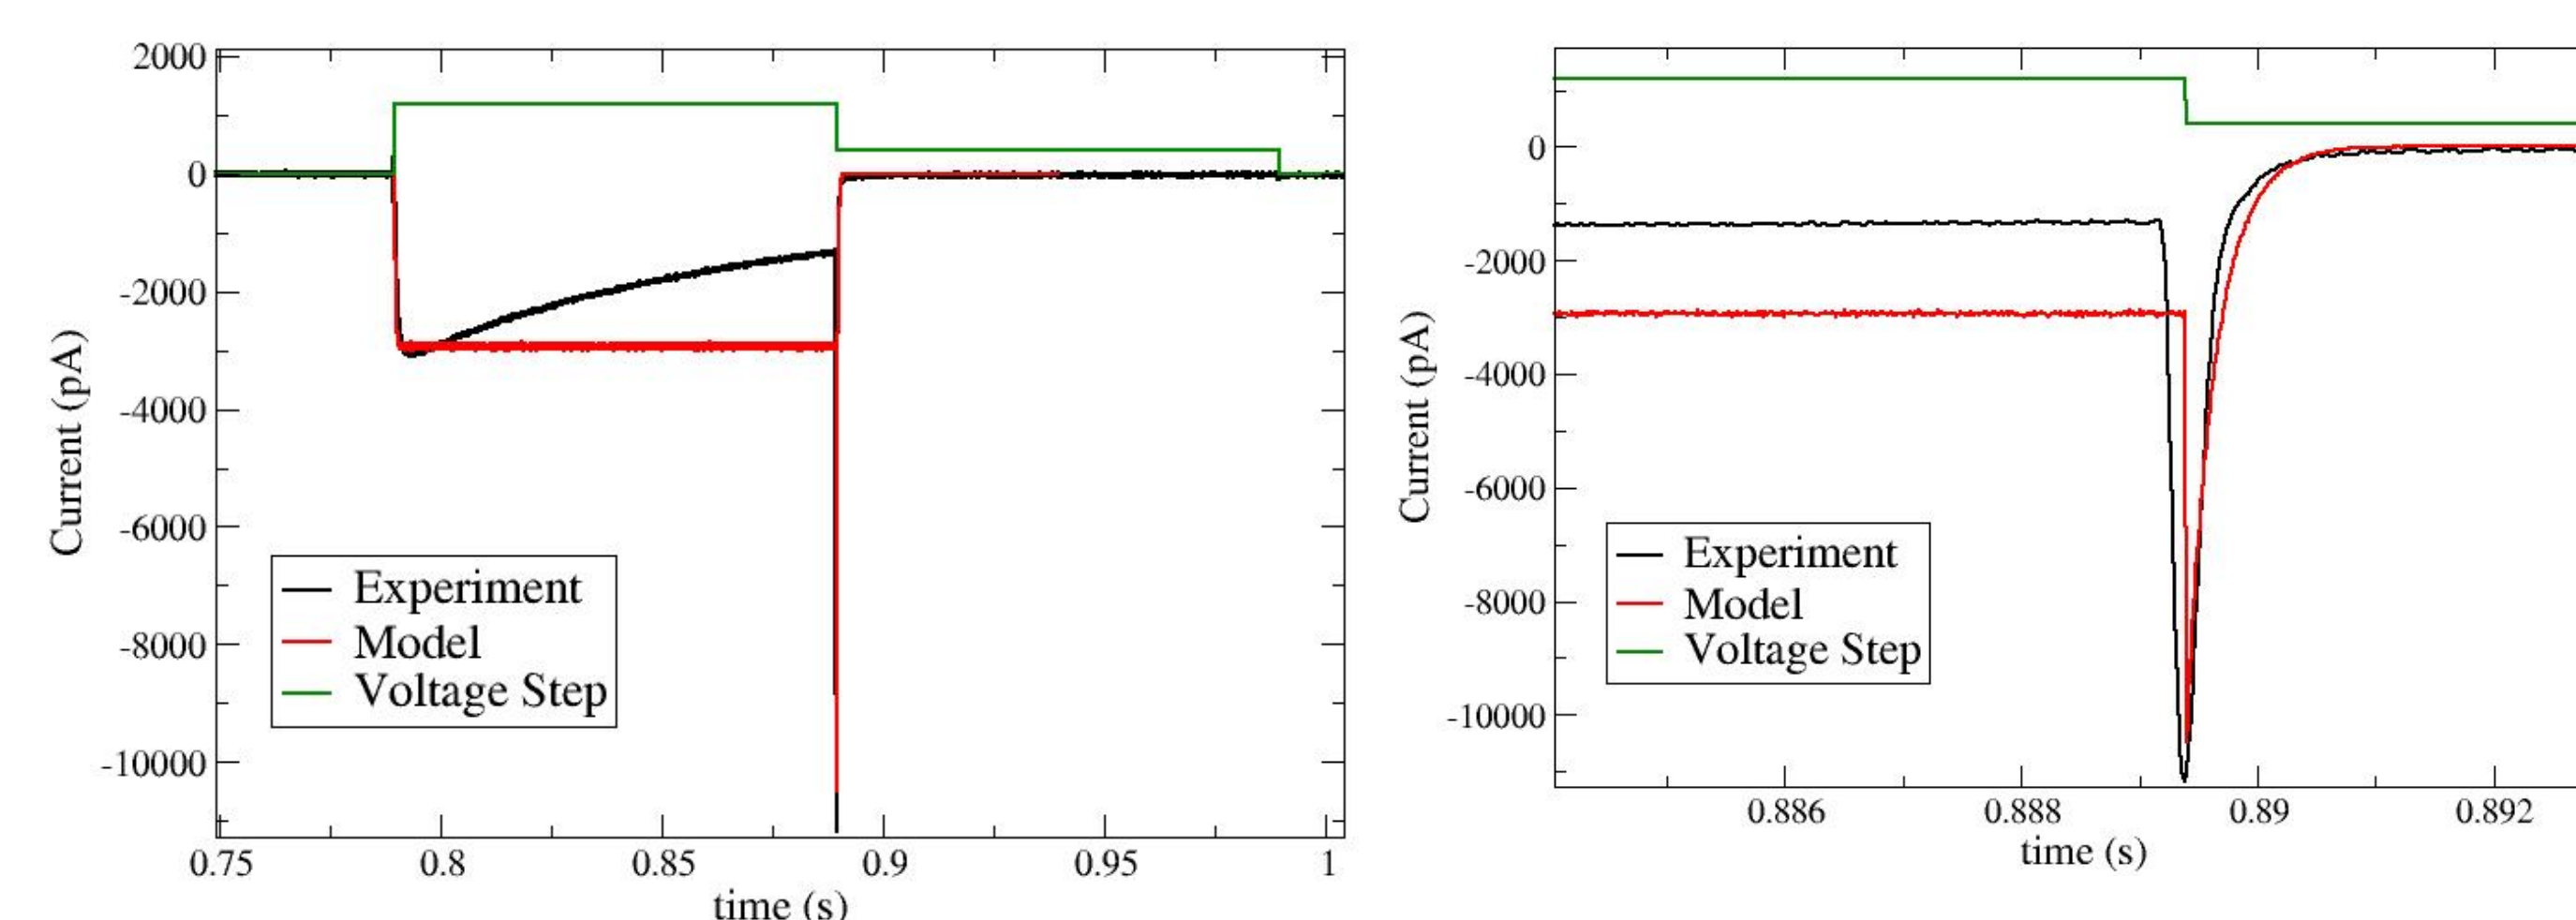 2000
0
-2000
-4000
-6000
-8000
-10000
Current (pA)
Experiment
Model
Voltage Step
0.75 0.8 0.85 0.9 0.95 1
time (s)
0
-2000
-4000
-6000
-8000
-10000
Current (pA)
Experiment
Model
Voltage Step
0.886 0.888 0.89 0.892
time (s)